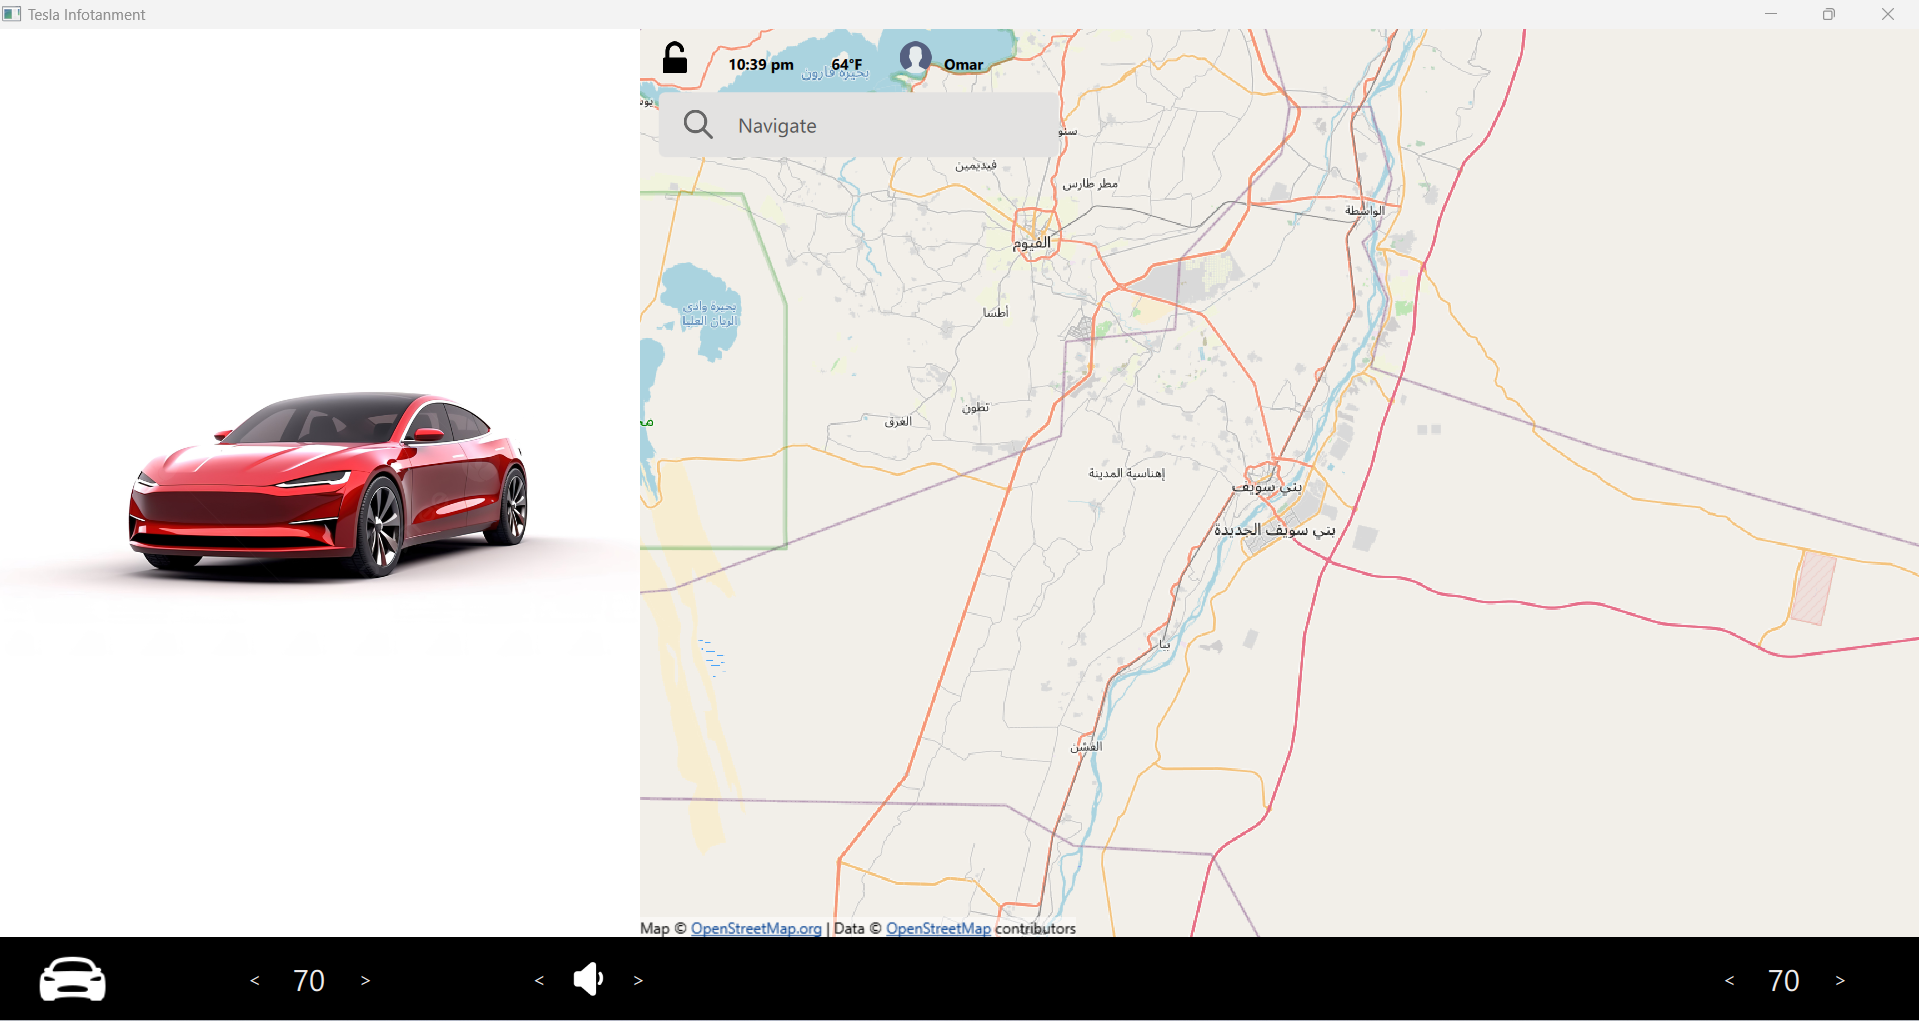 Tesla Infotanment
10:39 pm
64°F
Omar
بحيرة قارون
Navigate
سنو
فيديمين
مطر طارس
الواسطة
الفيوم
بحيرة وادي
الريان العليا
أطسا
تطون
الغرق
إهناسية المدينة
بني سويف
بني سويف الجديدة
ببا
الفشن
Map © OpenStreetMap.org | Data © OpenStreetMap contributors
< 70 >
< >
< 70 >